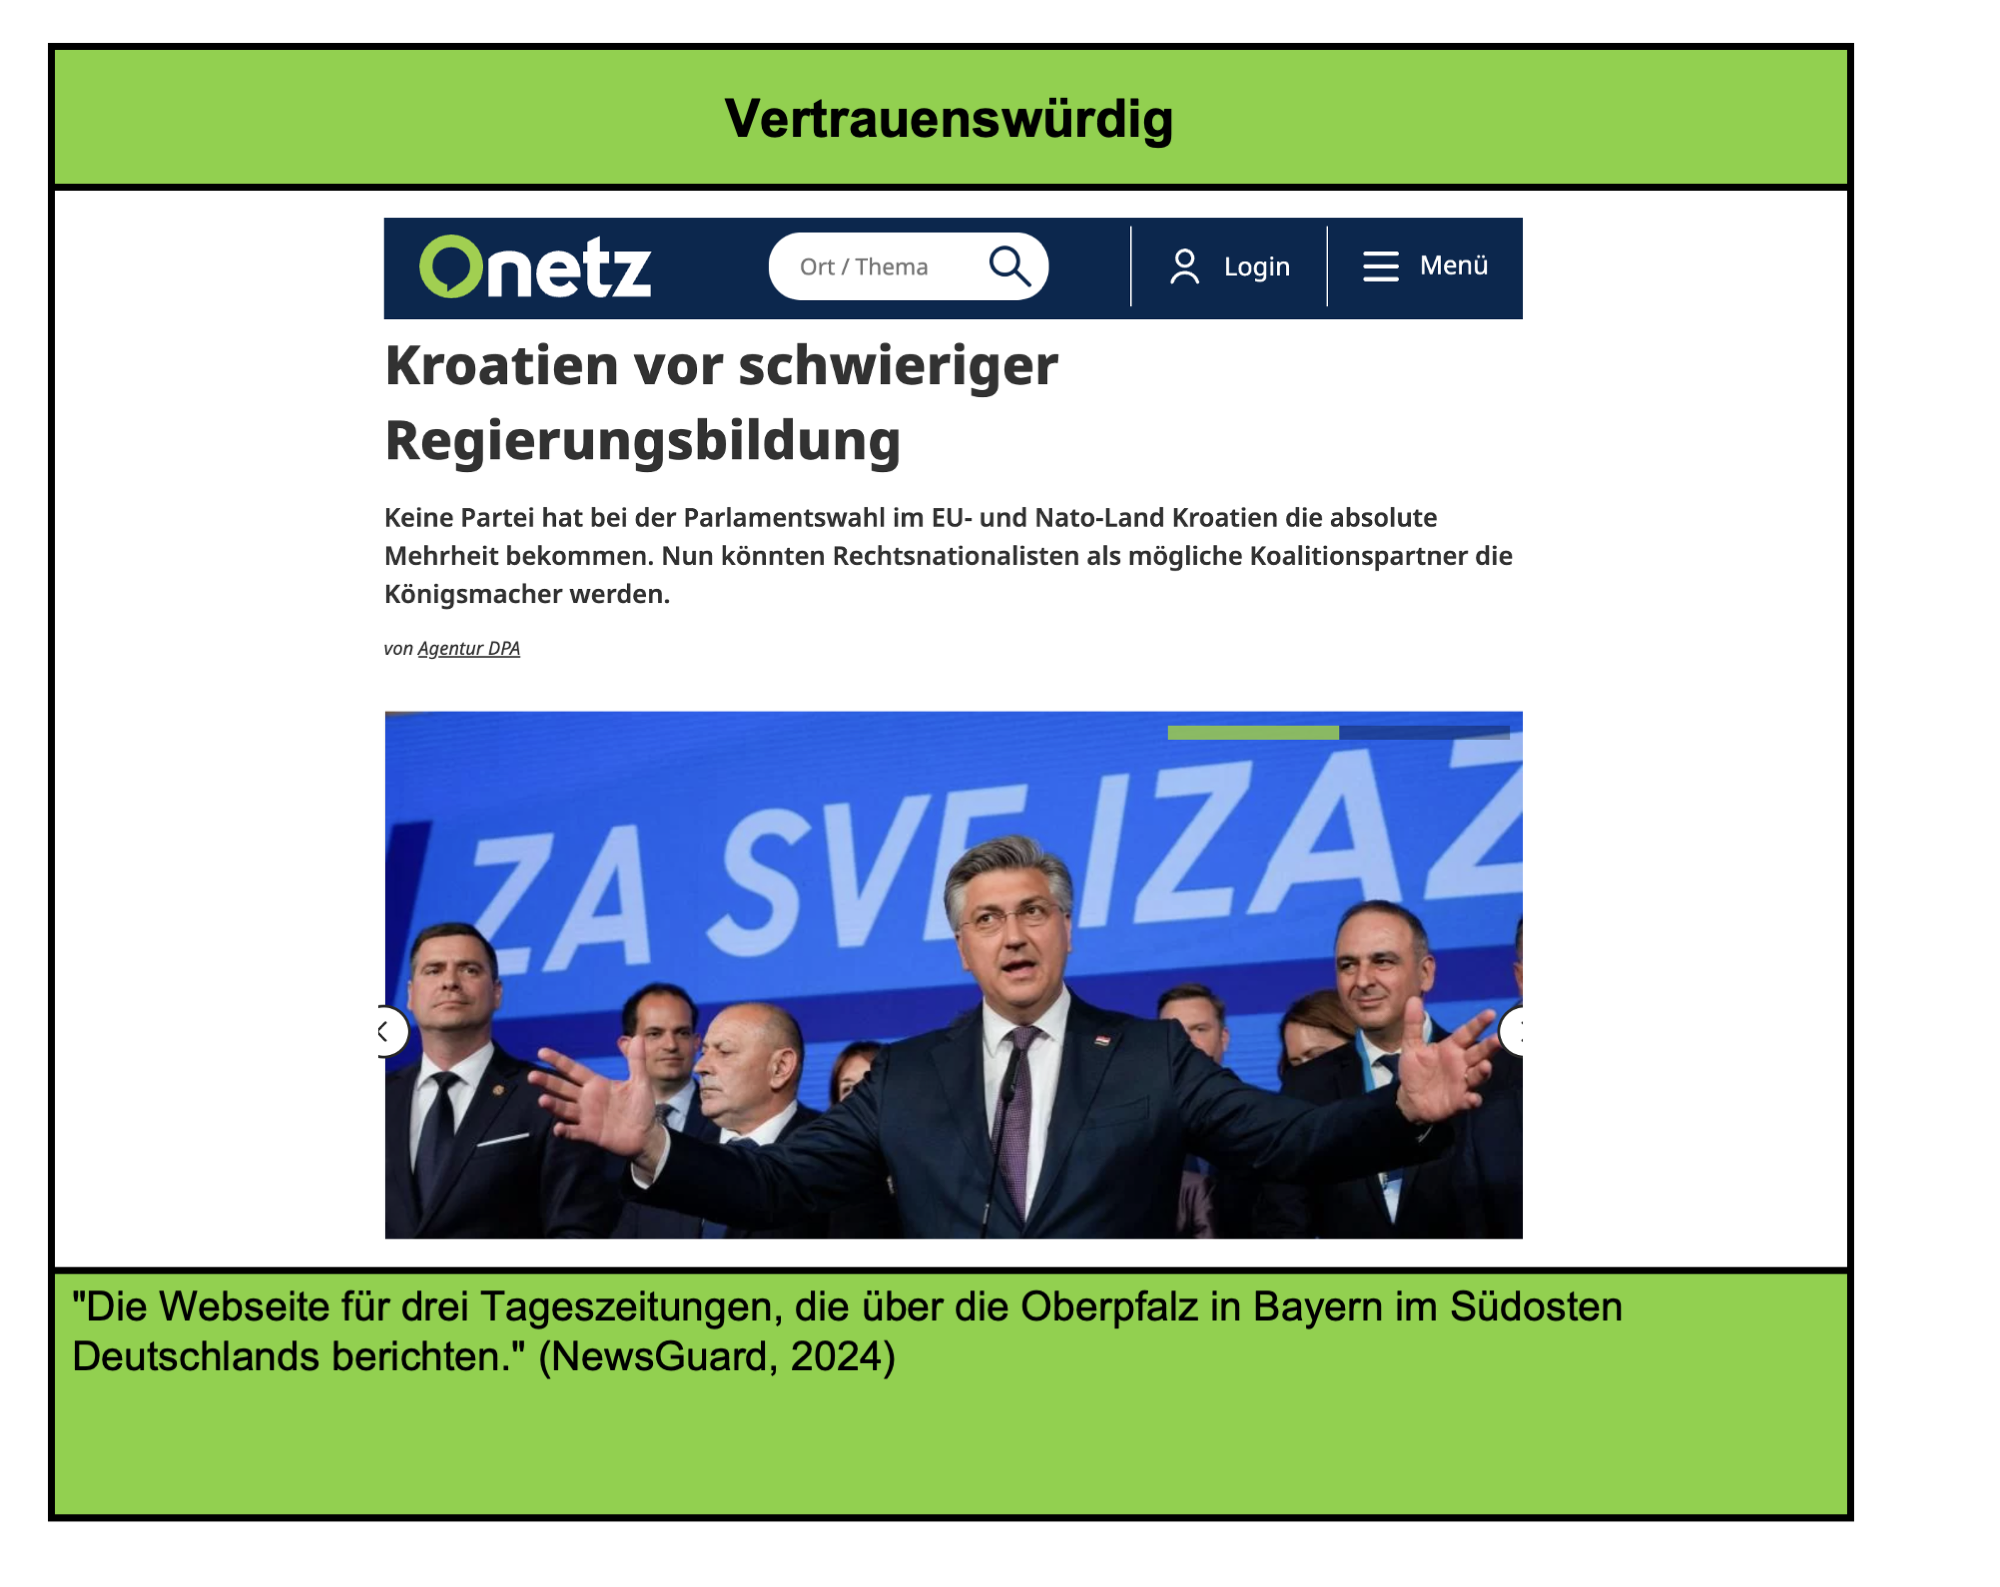 Vertrauenswürdig
Onetz
Ort / Thema
Login
Menü
Kroatien vor schwieriger
Regierungsbildung
Keine Partei hat bei der Parlamentswahl im EU- und Nato-Land Kroatien die absolute
Mehrheit bekommen. Nun könnten Rechtsnationalisten als mögliche Koalitionspartner die
Königsmacher werden.
von Agentur DPA
ZA SVE IZAZ
"Die Webseite für drei Tageszeitungen, die über die Oberpfalz in Bayern im Südosten
Deutschlands berichten." (NewsGuard, 2024)